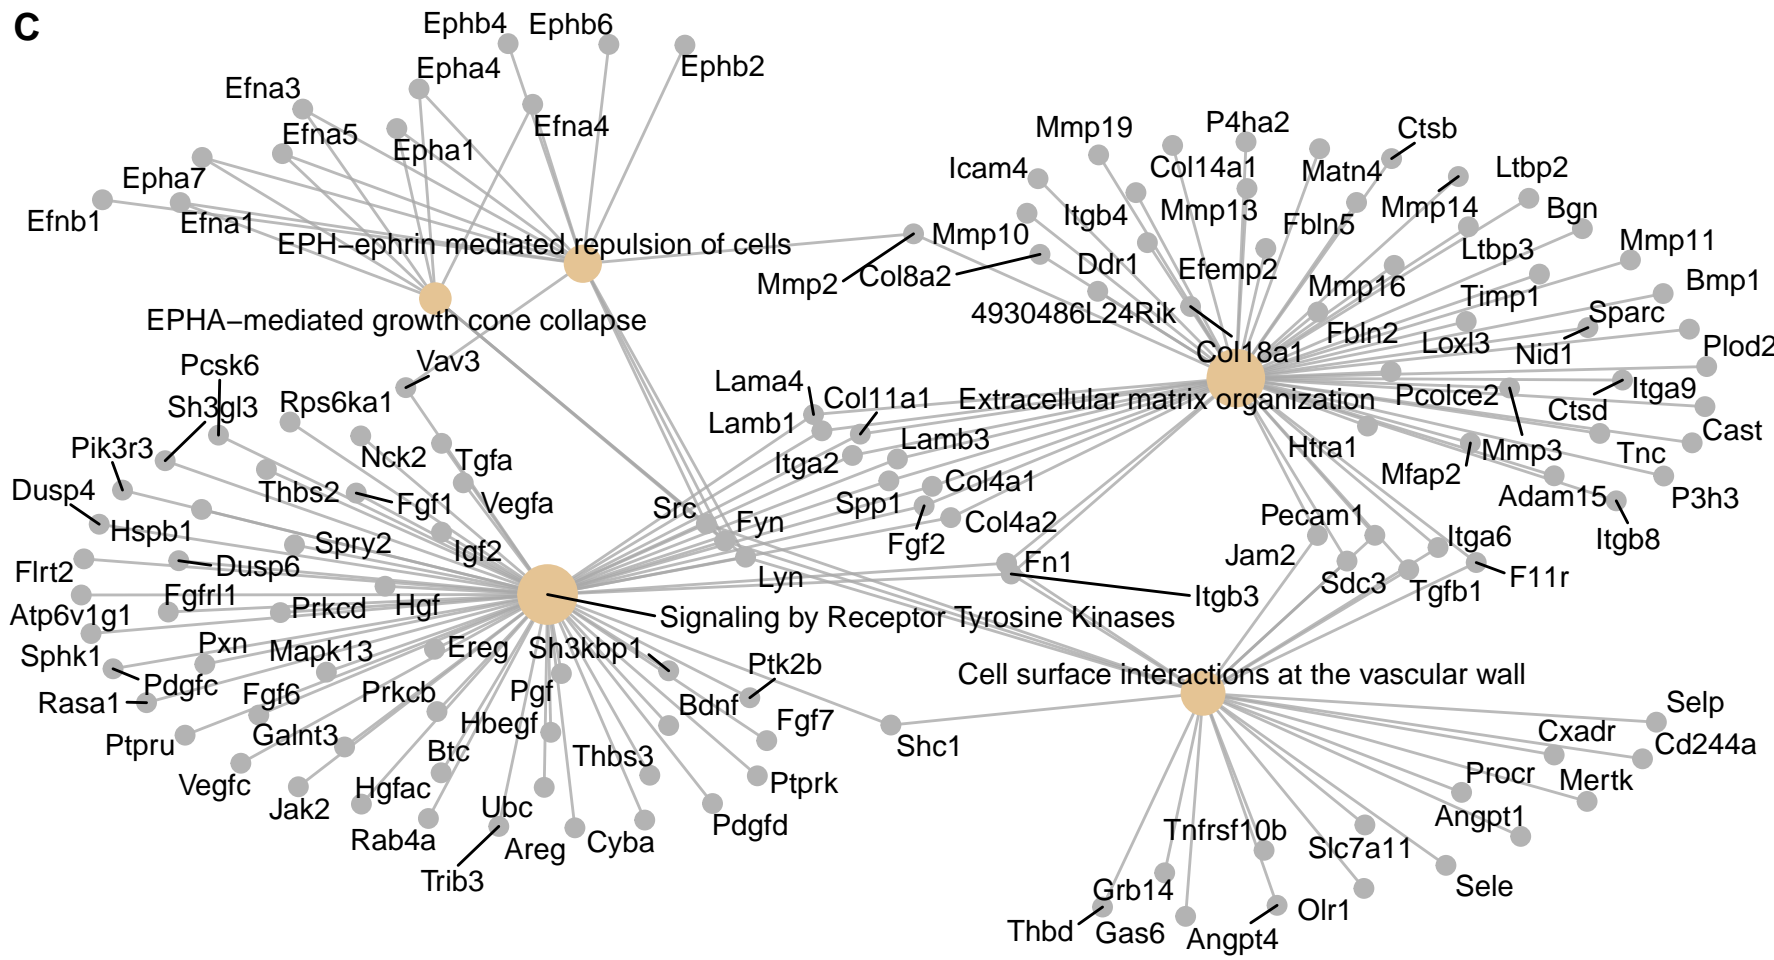 C
Ephb4
Ephb6
Ephb2
Epha4
Efna3
Efna4
Efna5
Epha1
Epha7
Efnb1
Efna1
EPH−ephrin mediated repulsion of cells
EPHA−mediated growth cone collapse
Mmp19
P4ha2
Ctsb
Icam4
Col14a1
Matn4
Ltbp2
Itgb4
Mmp13
Fbln5
Mmp14
Bgn
Mmp10
Ltbp3
Mmp11
Mmp2
Col8a2
Ddr1
Efemp2
Mmp16
Timp1
Bmp1
4930486L24Rik
Fbln2
Loxl3
Sparc
Nid1
Plod2
Col18a1
Extracellular matrix organization
Pcolce2
Itga9
Ctsd
Cast
Htra1
Mmp3
Tnc
Mfap2
Adam15
P3h3
Itgb8
Vav3
Pcsk6
Sh3gl3
Rps6ka1
Lama4
Col11a1
Lamb1
Lamb3
Itga2
Pik3r3
Nck2
Tgfa
Dusp4
Thbs2
Fgf1
Vegfa
Src
Fyn
Spp1
Col4a1
Col4a2
Fgf2
Hspb1
Spry2
Igf2
Lyn
Fn1
Itgb3
Pecam1
Jam2
Sdc3
Itga6
F11r
Tgfb1
Flrt2
Dusp6
Fgfrl1
Atp6v1g1
Prkcd
Hgf
Signaling by Receptor Tyrosine Kinases
Sphk1
Pxn
Mapk13
Ereg
Sh3kbp1
Ptk2b
Cell surface interactions at the vascular wall
Pdgfc
Rasa1
Fgf6
Prkcb
Pgf
Bdnf
Hbegf
Fgf7
Ptpru
Galnt3
Btc
Thbs3
Shc1
Vegfc
Jak2
Hgfac
Ubc
Ptprk
Rab4a
Areg
Cyba
Pdgfd
Trib3
Selp
Cxadr
Cd244a
Procr
Mertk
Angpt1
Tnfrsf10b
Slc7a11
Sele
Grb14
Olr1
Thbd
Gas6
Angpt4